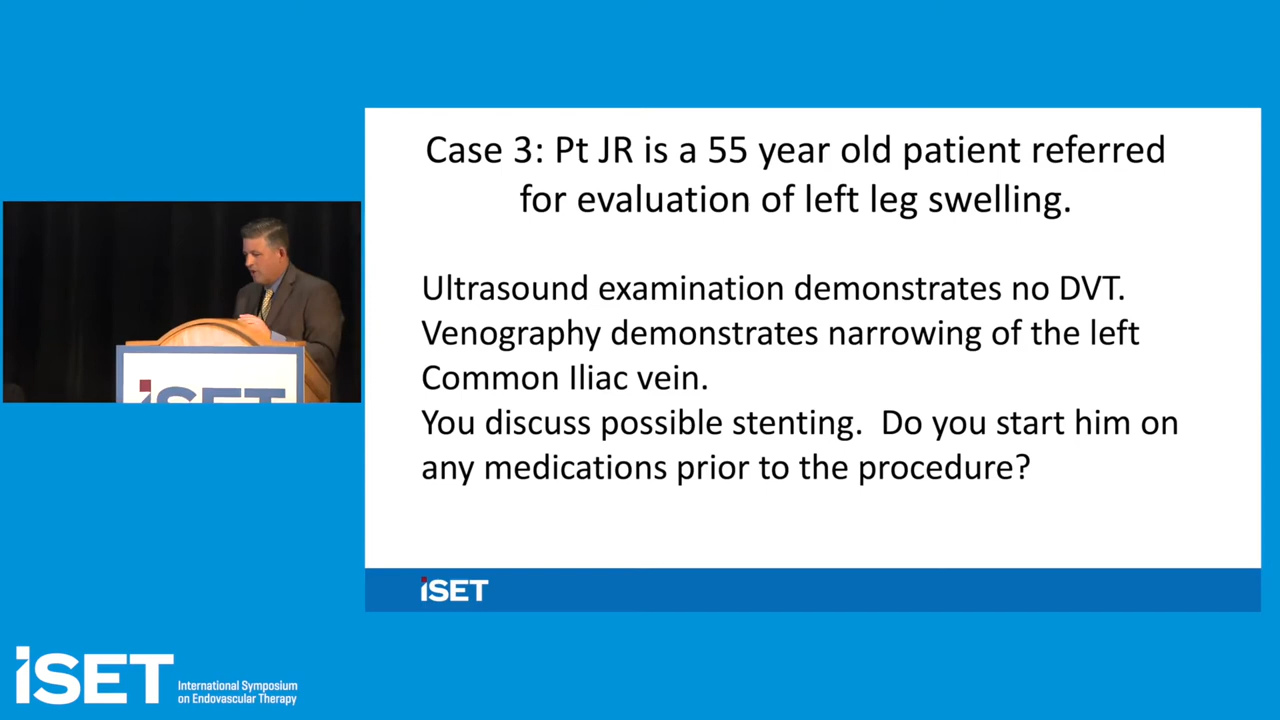 Case 3: Pt JR is a 55 year old patient referred
for evaluation of left leg swelling.
Ultrasound examination demonstrates no DVT.
Venography demonstrates narrowing of the left
Common Iliac vein.
You discuss possible stenting. Do you start him on
any medications prior to the procedure?
iSET
iSET
iSET
International Symposium
on Endovascular Therapy